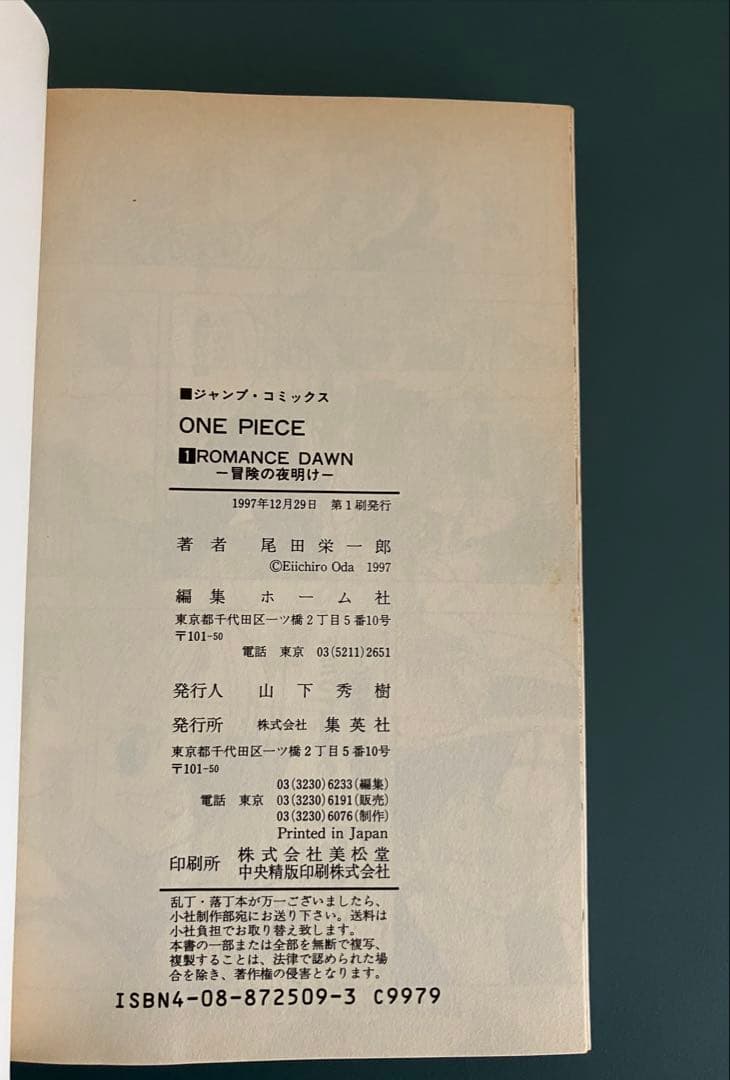 ■ジャンプ・コミックス
ONE PIECE
1 ROMANCE DAWN
—冒険の夜明け—
1997年12月29日 第1刷発行
著者 尾田栄一郎
©Eiichiro Oda 1997
編集 ホーム社
東京都千代田区一ツ橋2丁目5番10号
〒101-50
電話 東京 03(5211)2651
発行人 山下秀樹
発行所 株式会社 集英社
東京都千代田区一ツ橋2丁目5番10号
〒101-50
03(3230)6233(編集)
電話 東京 03(3230)6191(販売)
03(3230)6076(制作)
Printed in Japan
印刷所 株式会社美松堂
中央精版印刷株式会社
乱丁・落丁本が万一ございましたら、
小社制作部宛にお送り下さい。送料は
小社負担でお取り替え致します。
本書の一部または全部を無断で複写、
複製することは、法律で認められた場
合を除き、著作権の侵害となります。
ISBN4-08-872509-3 C9979